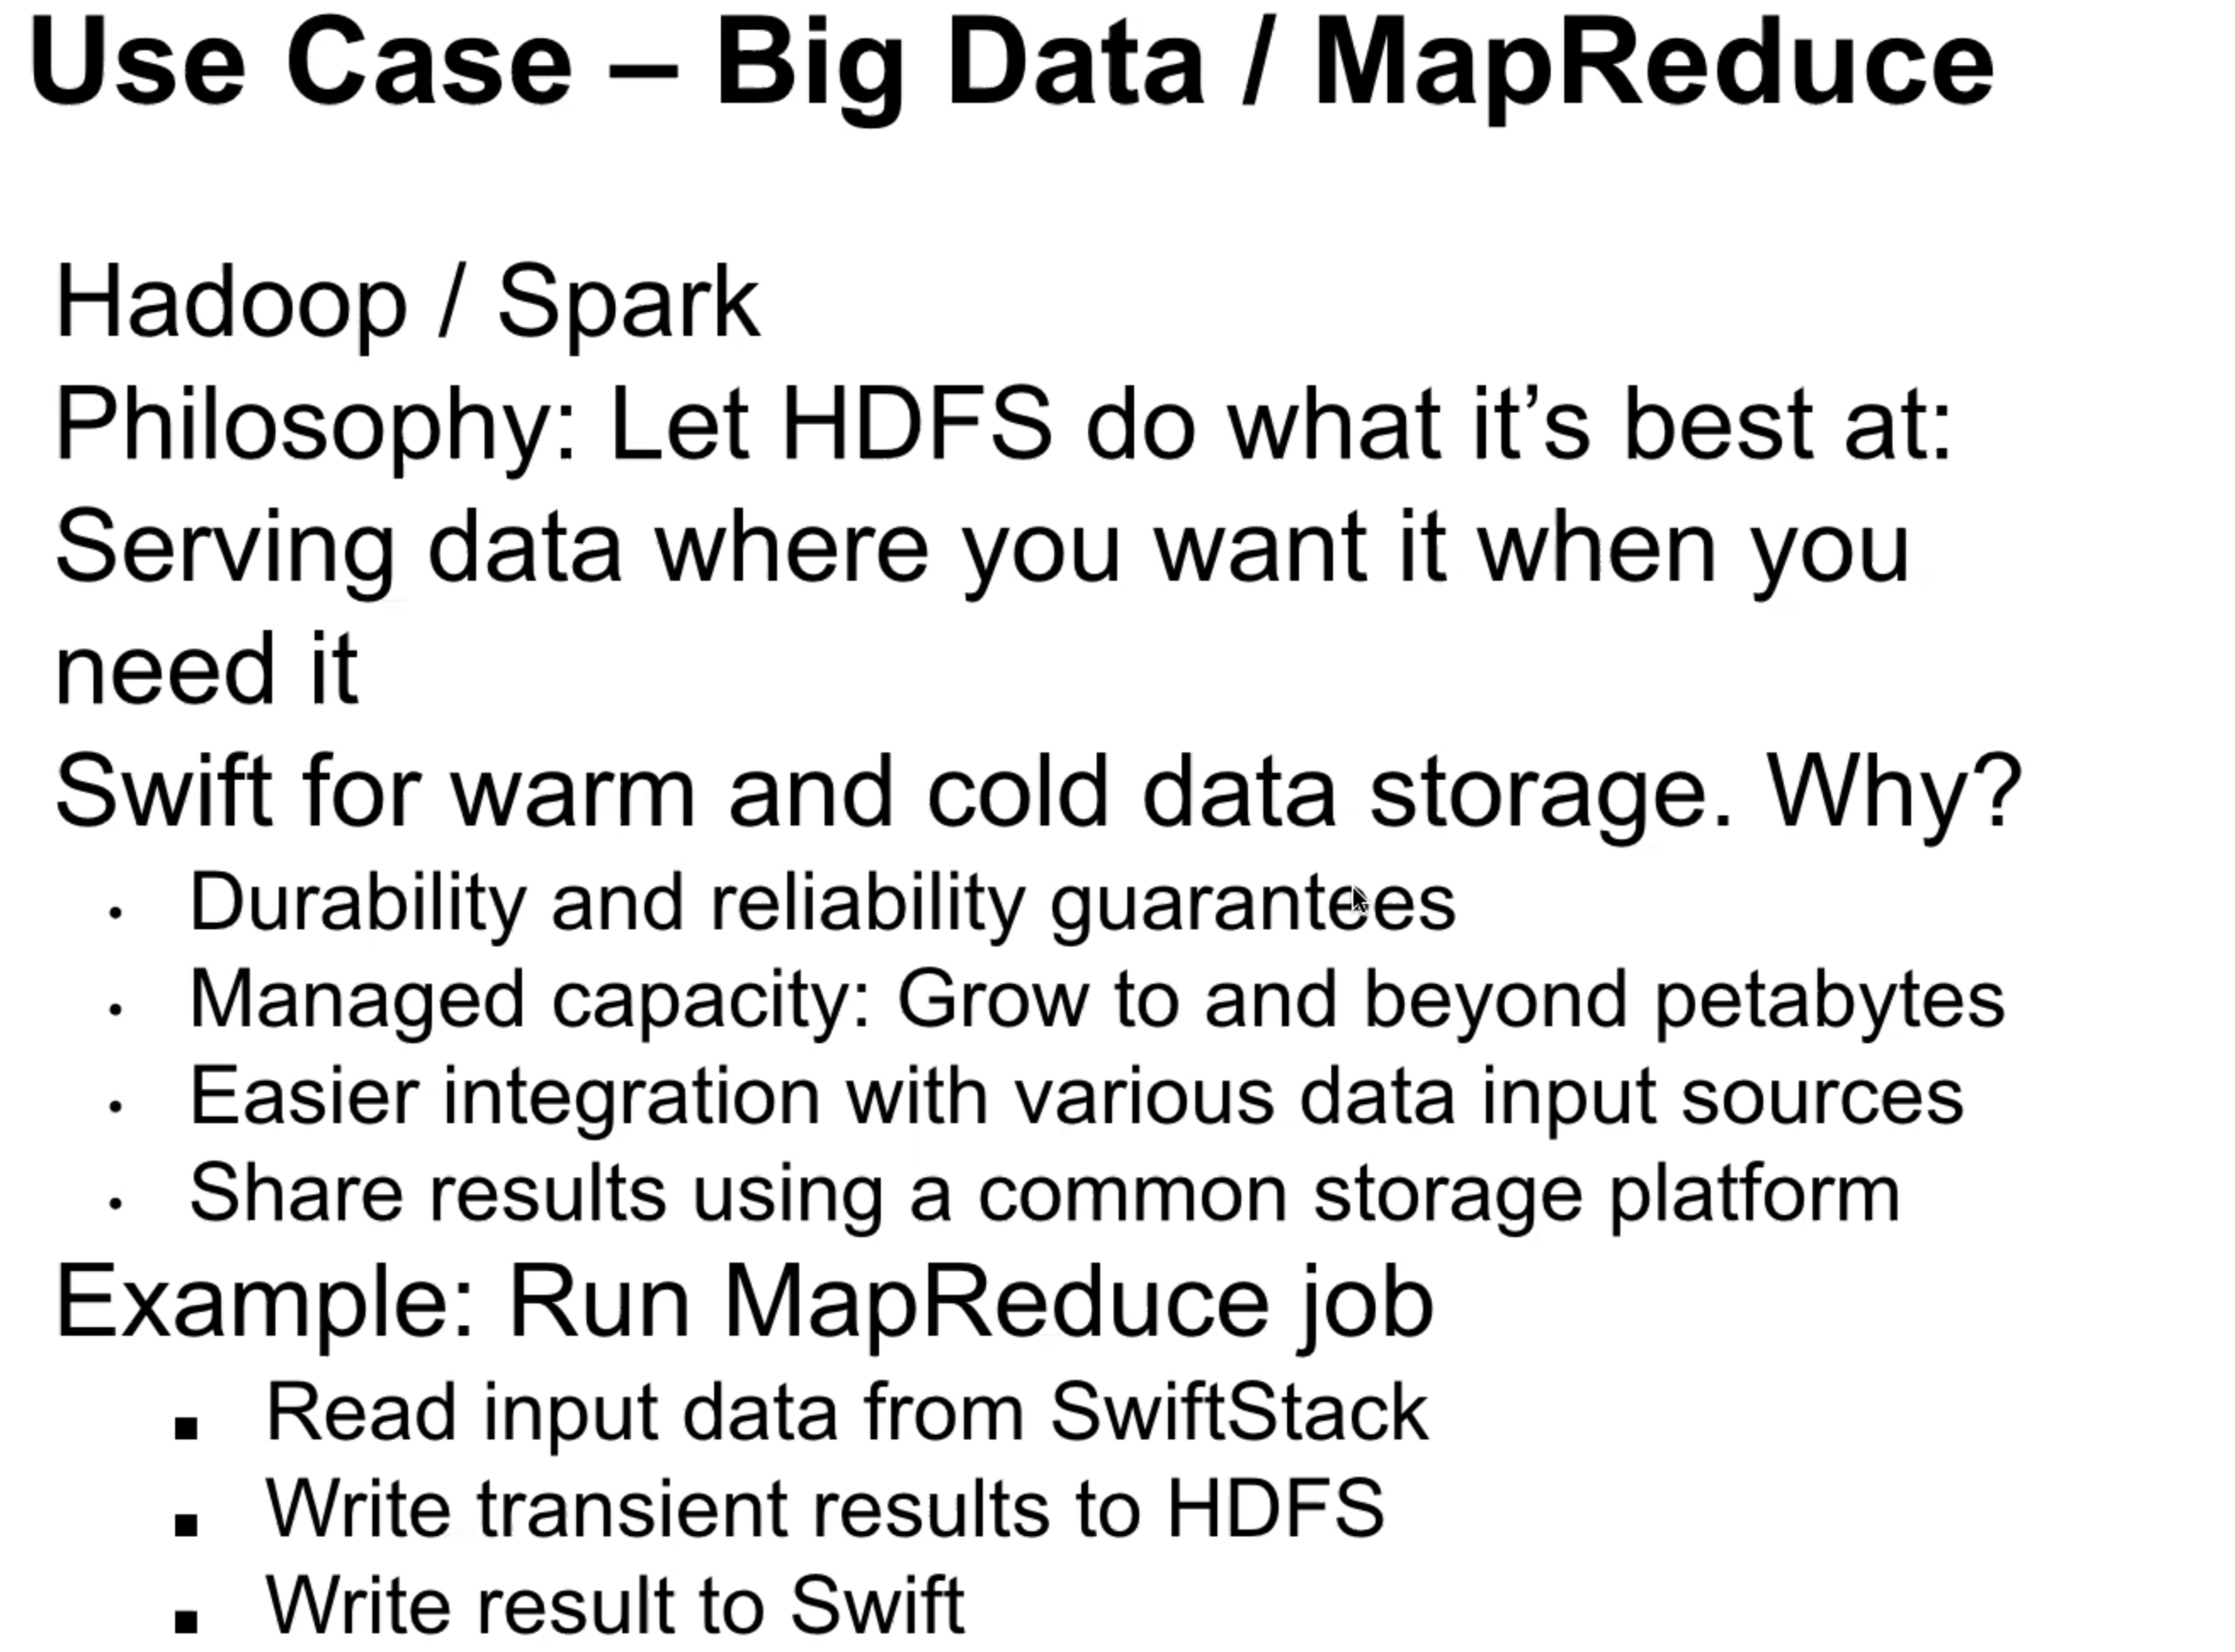 Use Case – Big Data / MapReduce
Hadoop / Spark
Philosophy: Let HDFS do what it’s best at:
Serving data where you want it when you
need it
Swift for warm and cold data storage. Why?
• Durability and reliability guarantees
• Managed capacity: Grow to and beyond petabytes
• Easier integration with various data input sources
• Share results using a common storage platform
Example: Run MapReduce job
▪ Read input data from SwiftStack
▪ Write transient results to HDFS
▪ Write result to Swift